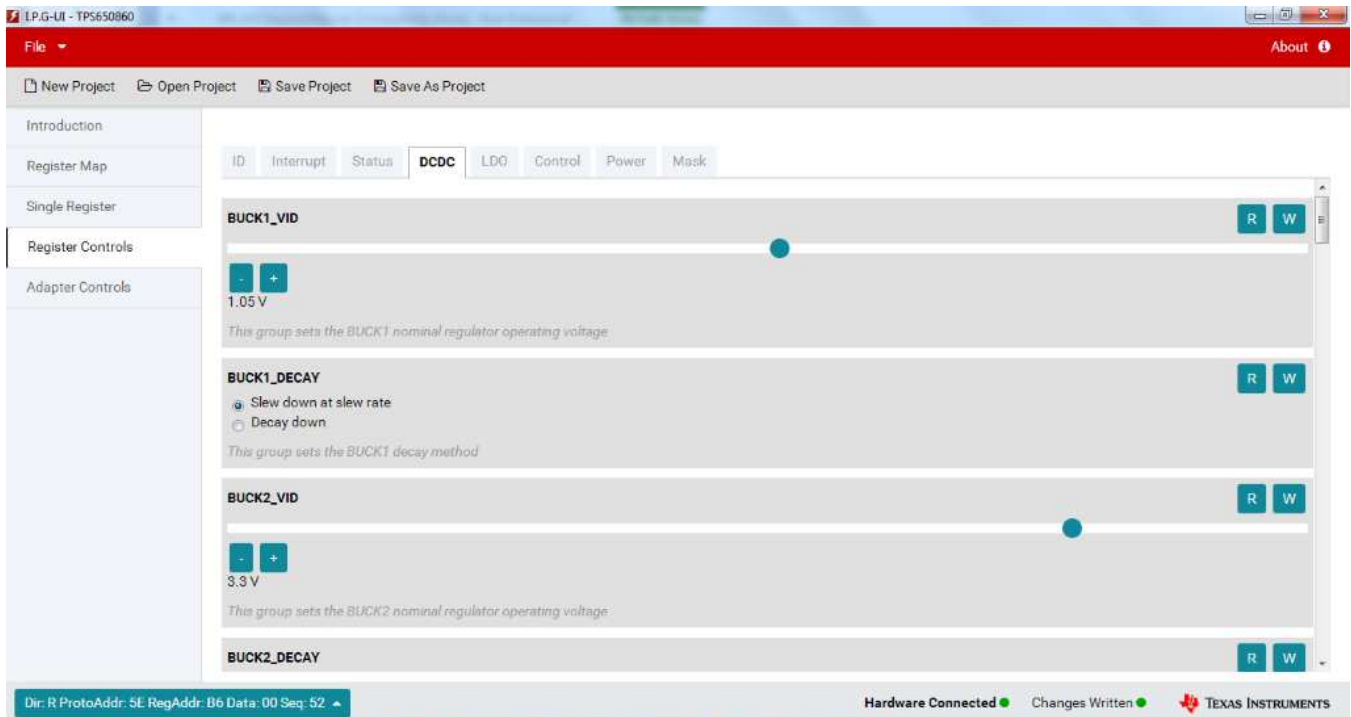 I.P.G-UI - TPS650860
File
About
New Project Open Project Save Project Save As Project
Introduction
Register Map
Single Register
Register Controls
Adapter Controls
ID Interrupt Status DCDC LDO Control Power Mask
BUCK1_VID
R W
- +
1.05 V
This group sets the BUCK1 nominal regulator operating voltage
BUCK1_DECAY
R W
Slew down at slew rate
Decay down
This group sets the BUCK1 decay method
BUCK2_VID
R W
- +
3.3 V
This group sets the BUCK2 nominal regulator operating voltage
BUCK2_DECAY
R W
Dir: R ProtoAddr: 5E RegAddr: B6 Data: 00 Seq: 52
Hardware Connected Changes Written TEXAS INSTRUMENTS